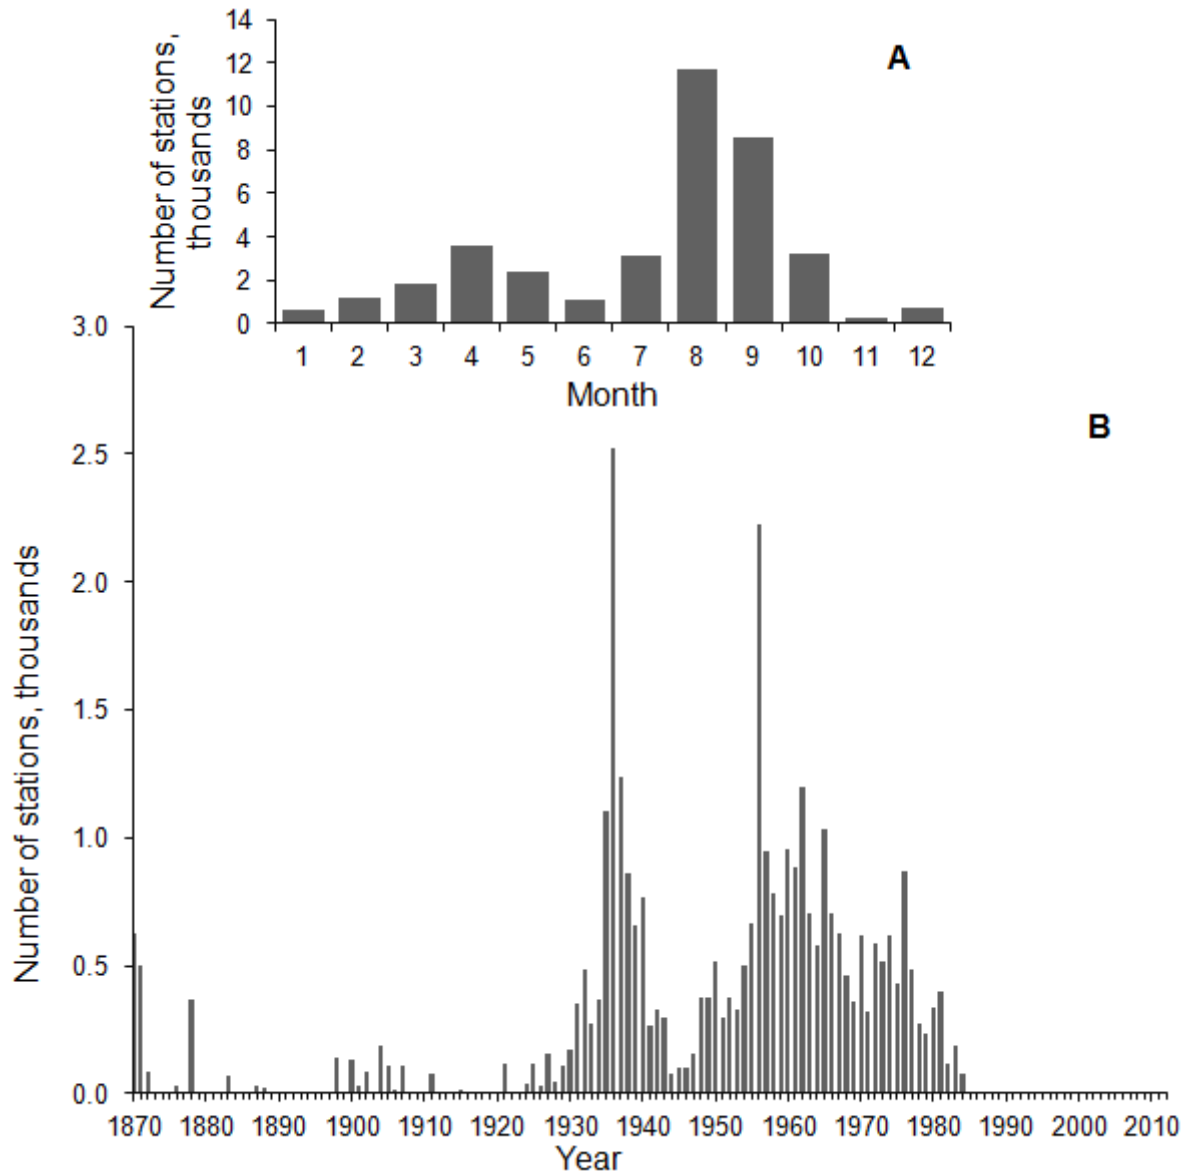 A
Number of stations,
thousands
14
12
10
8
6
4
2
0
1 2 3 4 5 6 7 8 9 10 11 12
Month
B
Number of stations, thousands
3.0
2.5
2.0
1.5
1.0
0.5
0.0
1870 1880 1890 1900 1910 1920 1930 1940 1950 1960 1970 1980 1990 2000 2010
Year